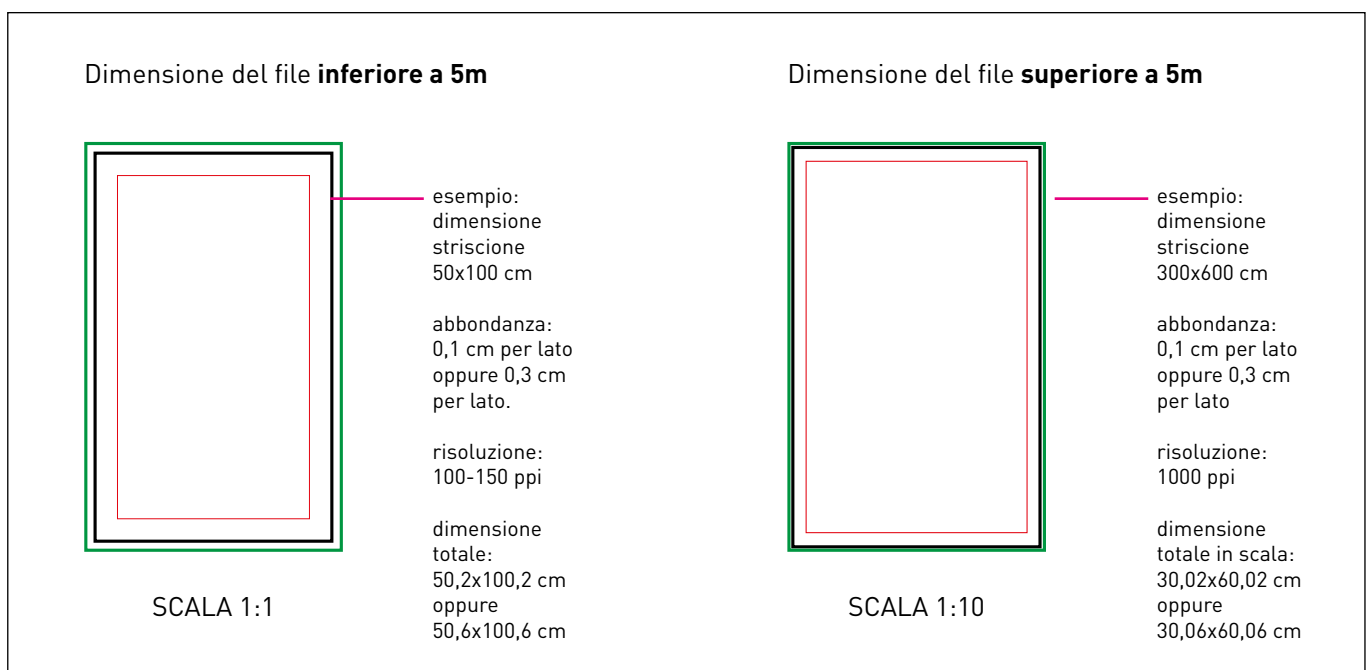 Dimensione del file inferiore a 5m
esempio:
dimensione
striscione
50x100 cm
abbondanza:
0,1 cm per lato
oppure 0,3 cm
per lato.
risoluzione:
100-150 ppi
dimensione
totale:
50,2x100,2 cm
oppure
50,6x100,6 cm
SCALA 1:1
Dimensione del file superiore a 5m
esempio:
dimensione
striscione
300x600 cm
abbondanza:
0,1 cm per lato
oppure 0,3 cm
per lato
risoluzione:
1000 ppi
dimensione
totale in scala:
30,02x60,02 cm
oppure
30,06x60,06 cm
SCALA 1:10